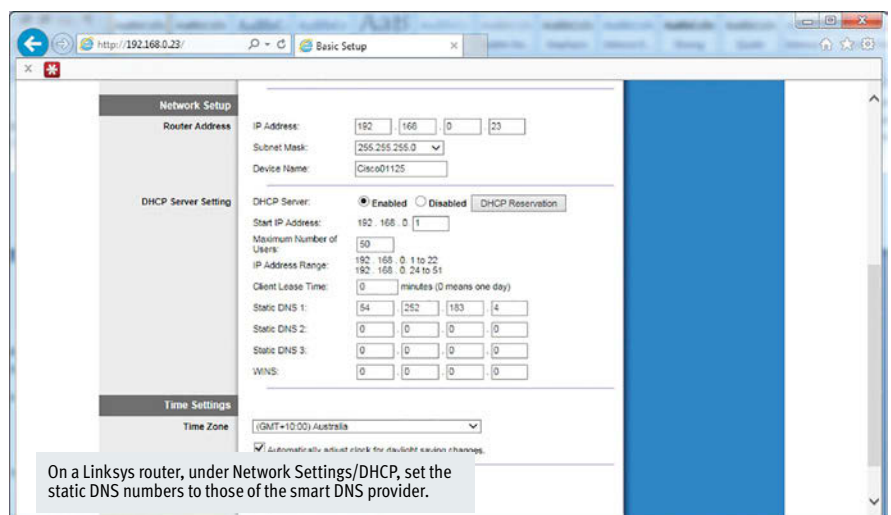 http://192.168.0.23/
Basic Setup
Network Setup
Router Address
IP Address: 192 . 168 . 0 . 23
Subnet Mask: 255.255.255.0
Device Name: Cisco01125
DHCP Server Setting
DHCP Server: Enabled Disabled DHCP Reservation
Start IP Address: 192 . 168 . 0. 1
Maximum Number of
Users: 50
IP Address Range: 192 . 168 . 0. 1 to 22
192 . 168 . 0. 24 to 51
Client Lease Time: 0 minutes (0 means one day)
Static DNS 1: 54 . 252 . 183 . 4
Static DNS 2: 0 . 0 . 0 . 0
Static DNS 3: 0 . 0 . 0 . 0
WINS: 0 . 0 . 0 . 0
Time Settings
Time Zone
(GMT+10:00) Australia
Automatically adjust clock for daylight saving changes.
On a Linksys router, under Network Settings/DHCP, set the
static DNS numbers to those of the smart DNS provider.